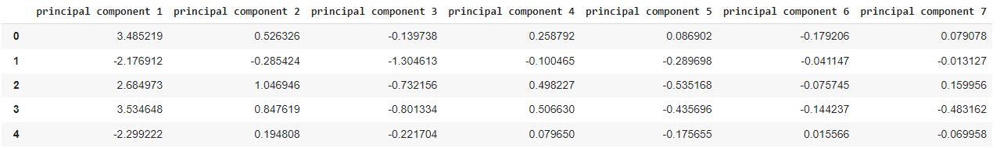 principal component 1 principal component 2 principal component 3 principal component 4 principal component 5 principal component 6 principal component 7
0 3.485219 0.526326 -0.139738 0.258792 0.086902 -0.179206 0.079078
1 -2.176912 -0.285424 -1.304613 -0.100465 -0.289698 -0.041147 -0.013127
2 2.684973 1.046946 -0.732156 0.498227 -0.535168 -0.075745 0.159956
3 3.534648 0.847619 -0.801334 0.506630 -0.435696 -0.144237 -0.483162
4 -2.299222 0.194808 -0.221704 0.079650 -0.175655 0.015566 -0.069958